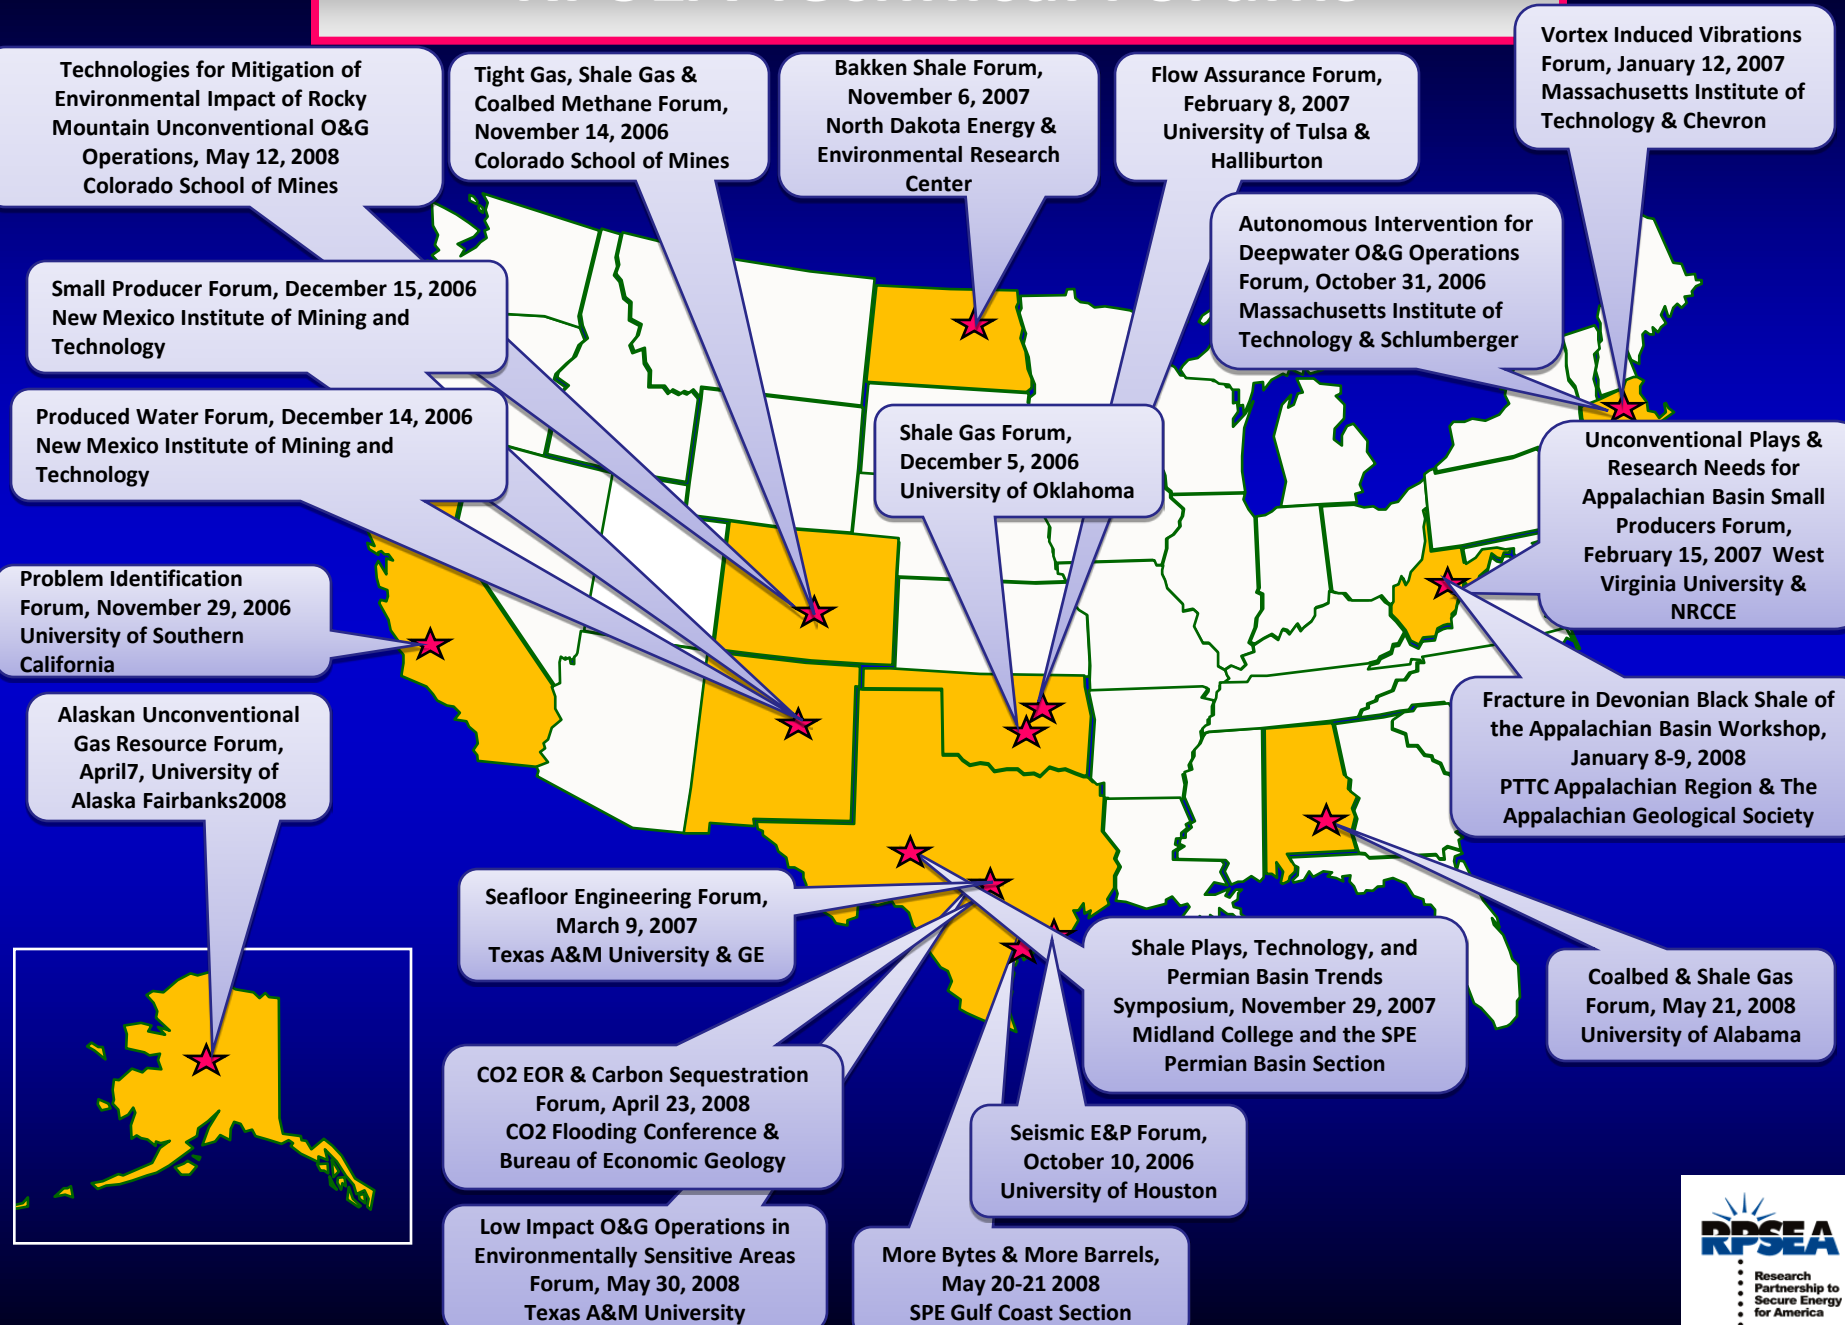 RPSEA Technical Forums
Technologies for Mitigation of
Environmental Impact of Rocky
Mountain Unconventional O&G
Operations, May 12, 2008
Colorado School of Mines
Tight Gas, Shale Gas &
Coalbed Methane Forum,
November 14, 2006
Colorado School of Mines
Bakken Shale Forum,
November 6, 2007
North Dakota Energy &
Environmental Research
Center
Flow Assurance Forum,
February 8, 2007
University of Tulsa &
Halliburton
Vortex Induced Vibrations
Forum, January 12, 2007
Massachusetts Institute of
Technology & Chevron
Autonomous Intervention for
Deepwater O&G Operations
Forum, October 31, 2006
Massachusetts Institute of
Technology & Schlumberger
Small Producer Forum, December 15, 2006
New Mexico Institute of Mining and
Technology
Produced Water Forum, December 14, 2006
New Mexico Institute of Mining and
Technology
Shale Gas Forum,
December 5, 2006
University of Oklahoma
Unconventional Plays &
Research Needs for
Appalachian Basin Small
Producers Forum,
February 15, 2007 West
Virginia University &
NRCCE
Problem Identification
Forum, November 29, 2006
University of Southern
California
Alaskan Unconventional
Gas Resource Forum,
April7, University of
Alaska Fairbanks2008
Fracture in Devonian Black Shale of
the Appalachian Basin Workshop,
January 8-9, 2008
PTTC Appalachian Region & The
Appalachian Geological Society
Seafloor Engineering Forum,
March 9, 2007
Texas A&M University & GE
Shale Plays, Technology, and
Permian Basin Trends
Symposium, November 29, 2007
Midland College and the SPE
Permian Basin Section
Coalbed & Shale Gas
Forum, May 21, 2008
University of Alabama
CO2 EOR & Carbon Sequestration
Forum, April 23, 2008
CO2 Flooding Conference &
Bureau of Economic Geology
Seismic E&P Forum,
October 10, 2006
University of Houston
Low Impact O&G Operations in
Environmentally Sensitive Areas
Forum, May 30, 2008
Texas A&M University
More Bytes & More Barrels,
May 20-21 2008
SPE Gulf Coast Section
RPSEA
Research
Partnership to
Secure Energy
for America